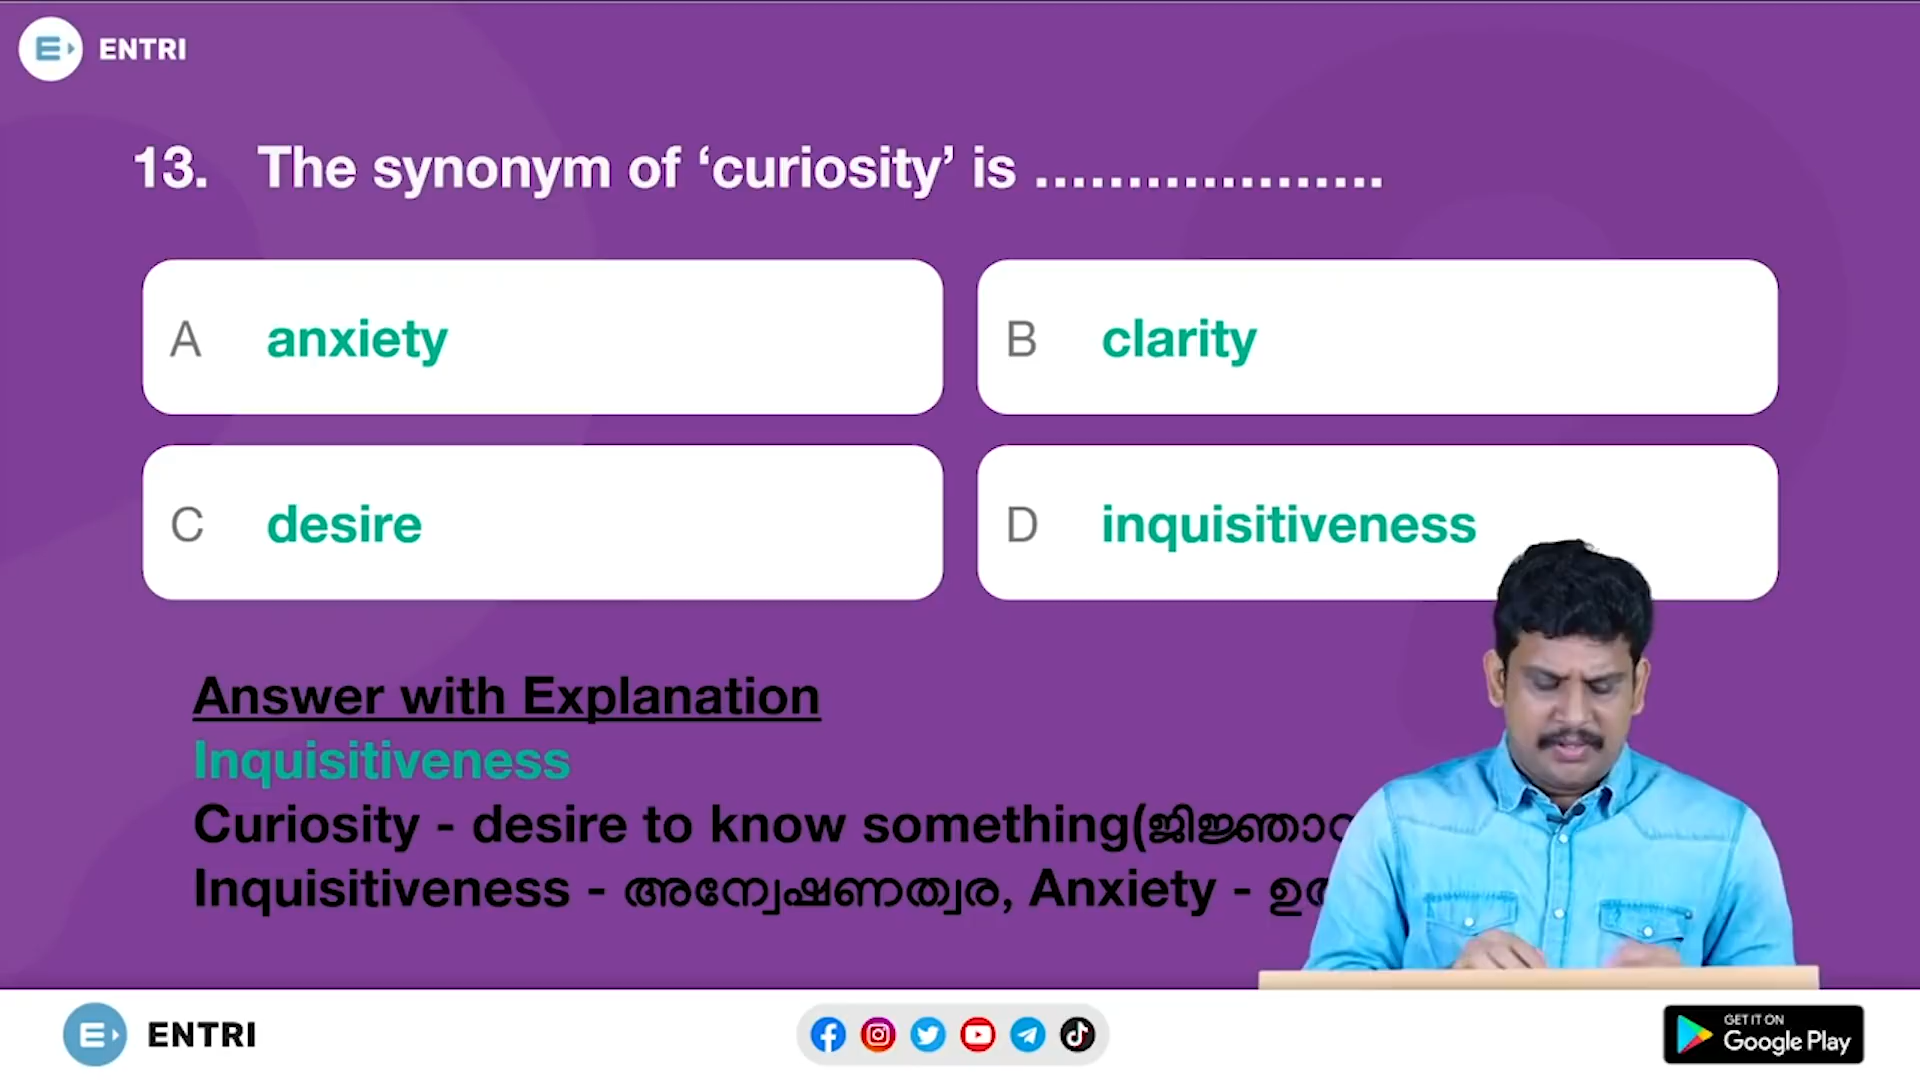 ENTRI
13. The synonym of ‘curiosity’ is ...................
A anxiety
B clarity
C desire
D inquisitiveness
Answer with Explanation
Inquisitiveness
Curiosity - desire to know something(
Inquisitiveness - അന്വേഷണത്വര, Anxiety -
ENTRI
GET IT ON
Google Play